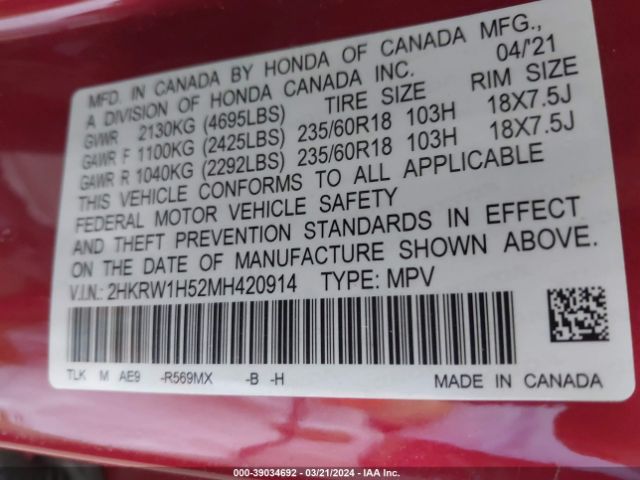 MFD. IN CANADA BY HONDA OF CANADA MFG.,
A DIVISION OF HONDA CANADA INC. 04/'21
GVWR 2130KG (4695LBS) TIRE SIZE RIM SIZE
GAWR F 1100KG (2425LBS) 235/60R18 103H 18X7.5J
GAWR R 1040KG (2292LBS) 235/60R18 103H 18X7.5J
THIS VEHICLE CONFORMS TO ALL APPLICABLE
FEDERAL MOTOR VEHICLE SAFETY
AND THEFT PREVENTION STANDARDS IN EFFECT
ON THE DATE OF MANUFACTURE SHOWN ABOVE.
V.I.N.: 2HKRW1H52MH420914 TYPE: MPV
TLK M AE9 -R569MX -B -H MADE IN CANADA
000-39034692 - 03/21/2024 - IAA Inc.